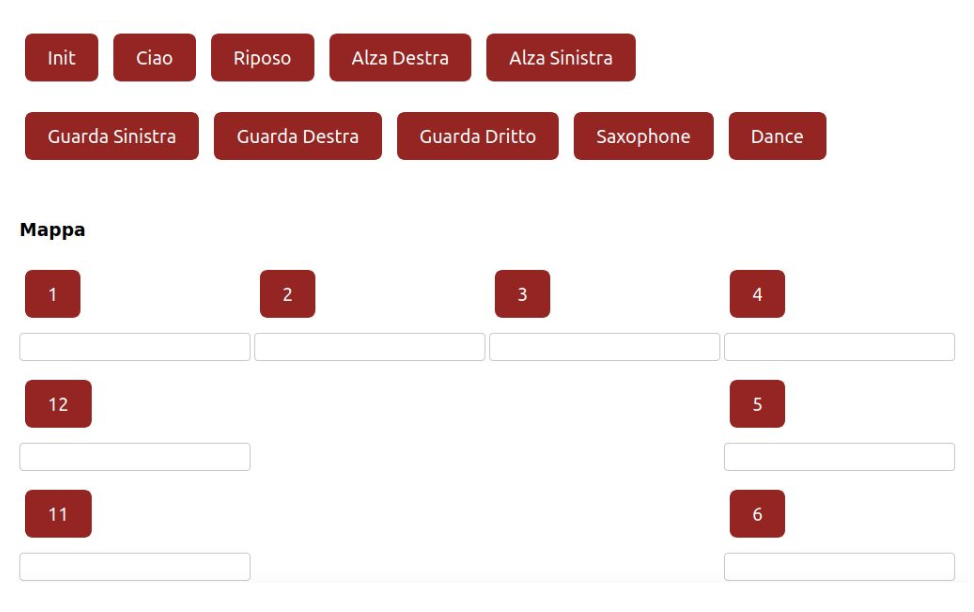 Init Ciao Riposo Alza Destra Alza Sinistra
Guarda Sinistra Guarda Destra Guarda Dritto Saxophone Dance
Mappa
1 2 3 4
12 5
11 6